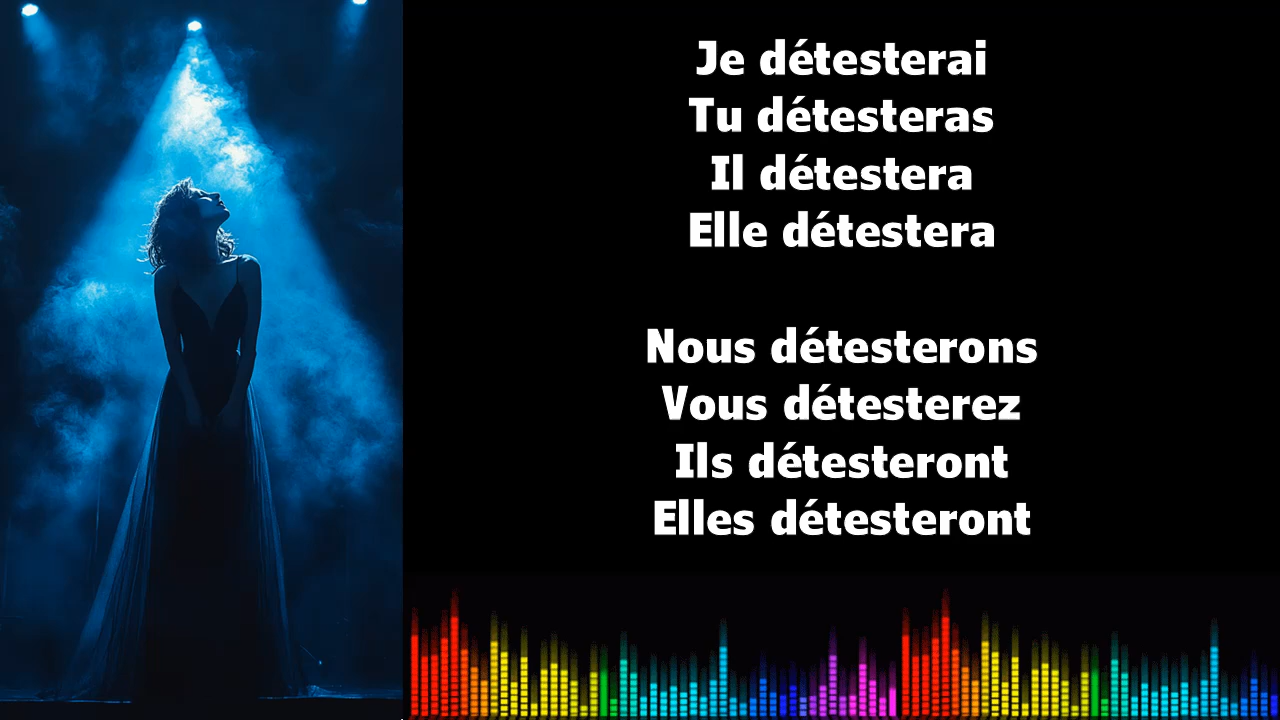 Je détesterai
Tu détesteras
Il détestera
Elle détestera
Nous détesterons
Vous détesterez
Ils détesteront
Elles détesteront